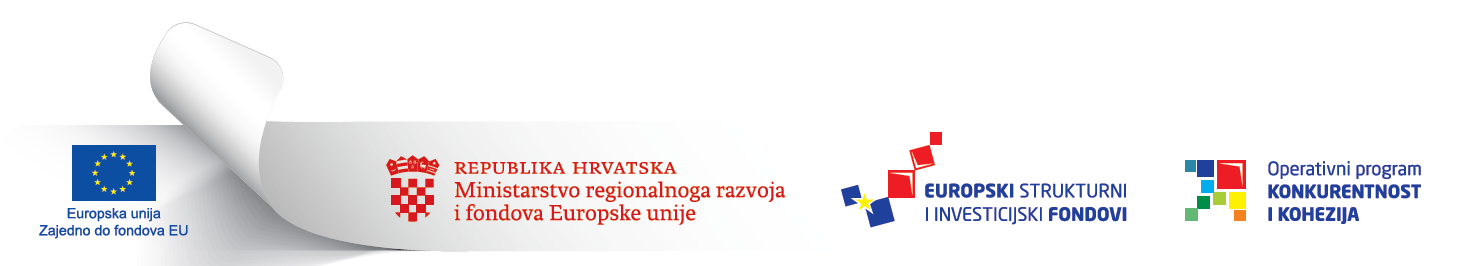 Europska unija
Zajedno do fondova EU
REPUBLIKA HRVATSKA
Ministarstvo regionalnoga razvoja
i fondova Europske unije
EUROPSKI STRUKTURNI
I INVESTICIJSKI FONDOVI
Operativni program
KONKURENTNOST
I KOHEZIJA